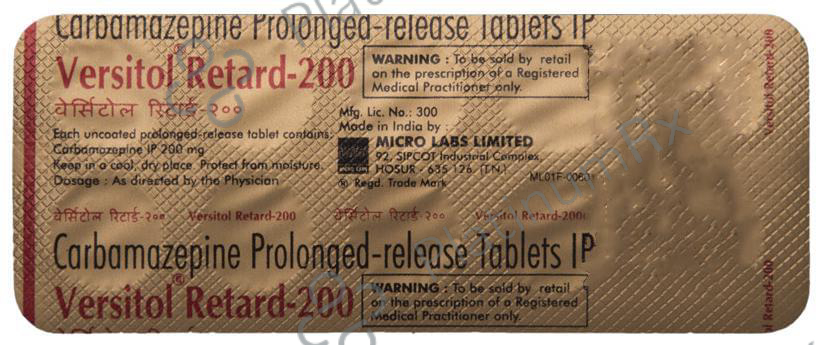 Carbamazepine Prolonged-release Tablets IP
Versitol® Retard-200
वेर्सिटोल रिटार्ड २००
WARNING : To be sold by retail
on the prescription of a Registered
Medical Practitioner only.
Each uncoated prolonged-release tablet contains:
Carbamazepine IP 200 mg
Keep in a cool, dry place. Protect from moisture.
Dosage : As directed by the Physician
Mfg. Lic. No.: 300
Made in India by :
MICRO LABS LIMITED
92, SIPCOT Industrial Complex,
HOSUR - 635 126. (T.N.)
MICRO LABS
® Regd. Trade Mark
वेर्सिटोल रिटार्ड-२०० Versitol Retard-200 वेर्सिटोल रिटार्ड-२०० Versitol Retard-200
Carbamazepine Prolonged-release Tablets IP
Versitol® Retard-200
WARNING : To be sold by retail
on the prescription of a Registered
Medical Practitioner only.
Versitol Retard-200
ol Retard-200
PlatinumRx